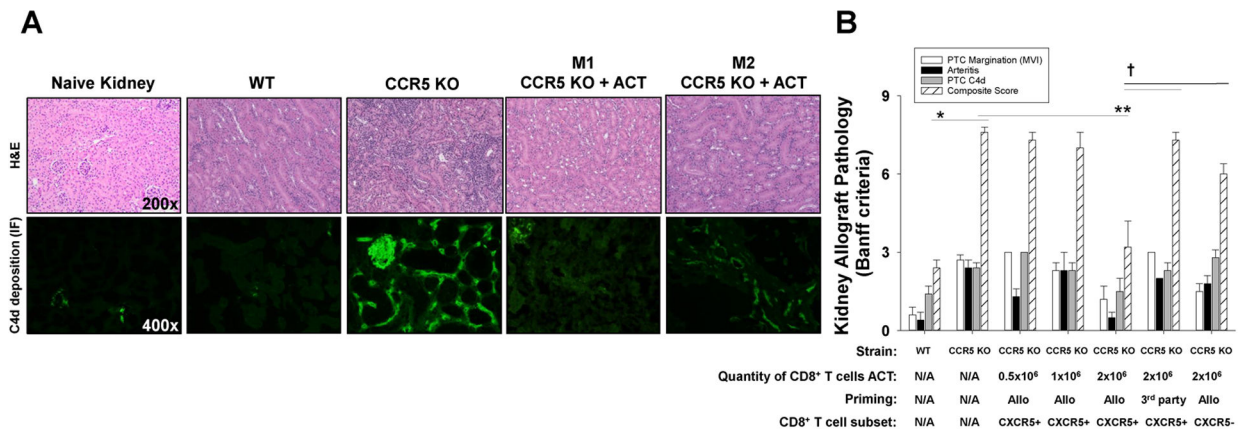 A
Naive Kidney
WT
CCR5 KO
M1
CCR5 KO + ACT
M2
CCR5 KO + ACT
H&E
200x
C4d deposition (IF)
400x
B
PTC Margination (MVI)
Arteritis
PTC C4d
Composite Score
†
*
**
Kidney Allograft Pathology
(Banff criteria)
9
6
3
0
Strain: WT CCR5 KO CCR5 KO CCR5 KO CCR5 KO CCR5 KO CCR5 KO
Quantity of CD8⁺ T cells ACT: N/A N/A 0.5x10⁶ 1x10⁶ 2x10⁶ 2x10⁶ 2x10⁶
Priming: N/A N/A Allo Allo Allo 3ʳᵈ party Allo
CD8⁺ T cell subset: N/A N/A CXCR5+ CXCR5+ CXCR5+ CXCR5+ CXCR5-